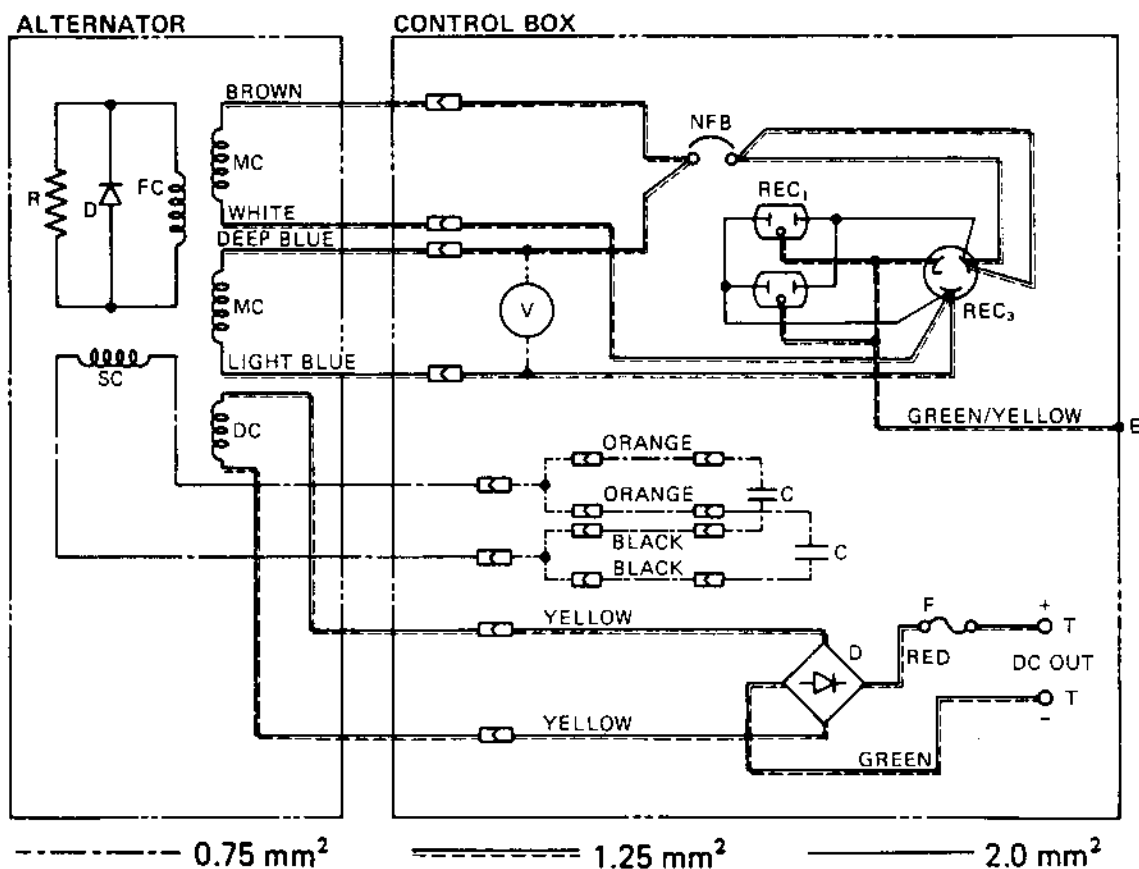 ALTERNATOR
CONTROL BOX
BROWN
NFB
MC
R
D
FC
REC1
WHITE
DEEP BLUE
MC
V
REC3
LIGHT BLUE
SC
DC
GREEN/YELLOW
E
ORANGE
ORANGE
C
BLACK
BLACK
C
YELLOW
F
+
T
D
RED
DC OUT
T
YELLOW
–
GREEN
0.75 mm²
1.25 mm²
2.0 mm²